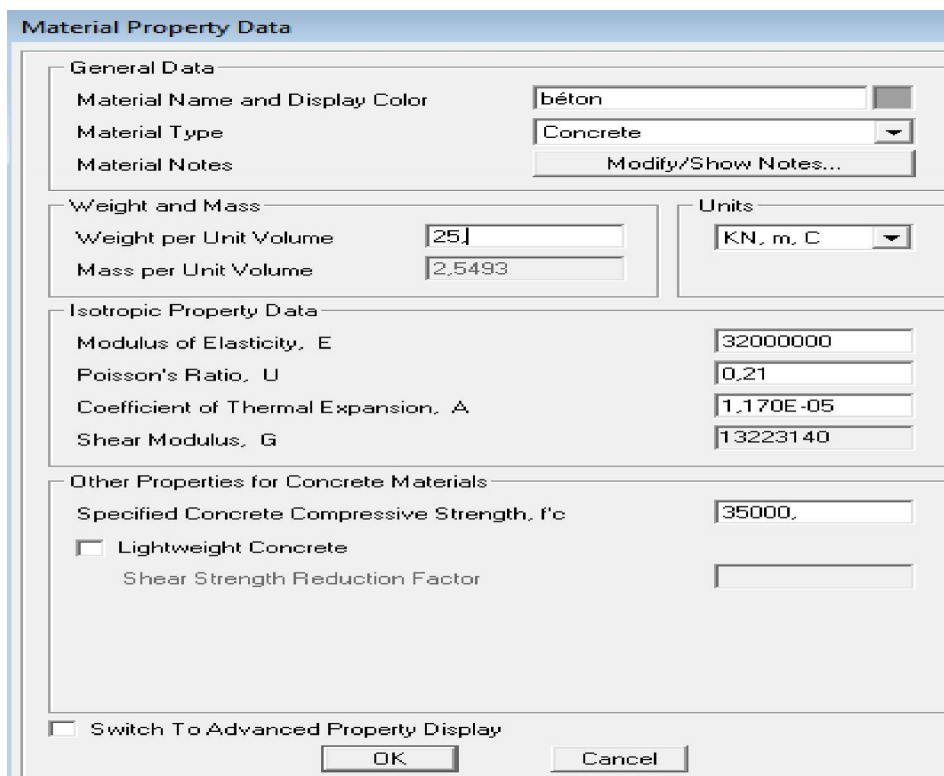 Material Property Data
General Data
Material Name and Display Color béton
Material Type Concrete
Material Notes Modify/Show Notes...
Weight and Mass Units
Weight per Unit Volume 25, KN, m, C
Mass per Unit Volume 2,5493
Isotropic Property Data
Modulus of Elasticity, E 32000000
Poisson's Ratio, U 0,21
Coefficient of Thermal Expansion, A 1,170E-05
Shear Modulus, G 13223140
Other Properties for Concrete Materials
Specified Concrete Compressive Strength, f'c 35000,
Lightweight Concrete
Shear Strength Reduction Factor
Switch To Advanced Property Display
OK Cancel